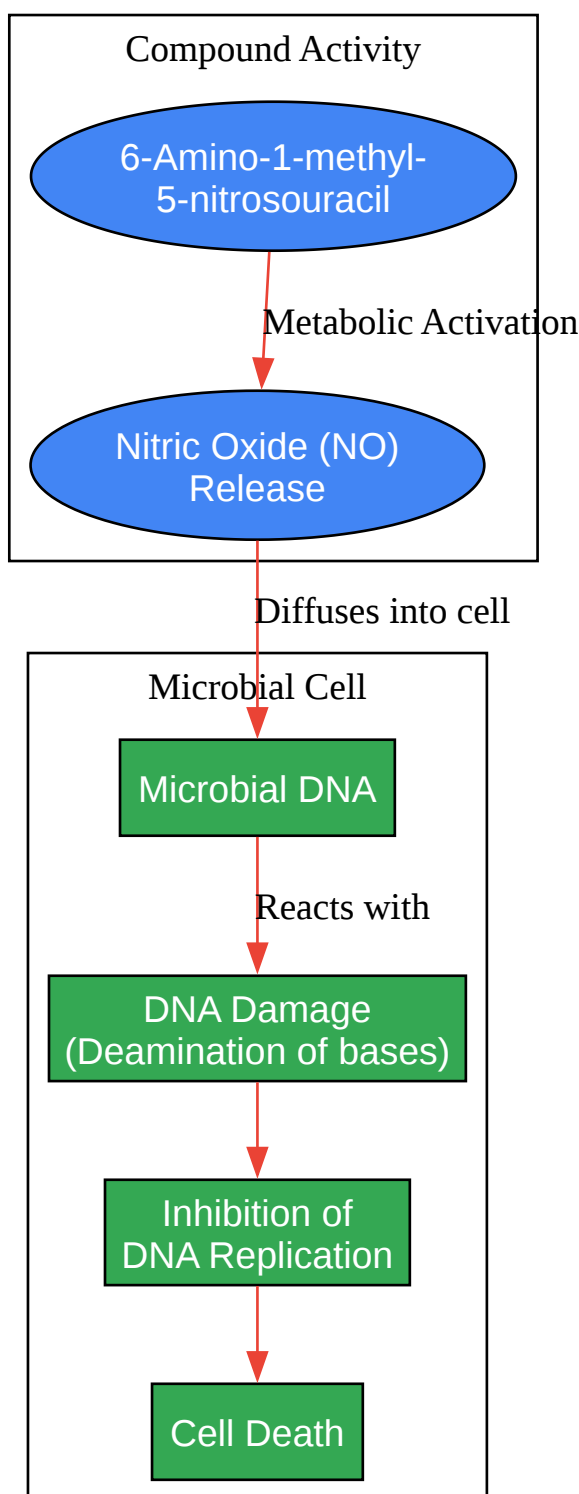 Compound Activity
6-Amino-1-methyl-
5-nitrosouracil
Metabolic Activation
Nitric Oxide (NO)
Release
Diffuses into cell
Microbial Cell
Microbial DNA
Reacts with
DNA Damage
(Deamination of bases)
Inhibition of
DNA Replication
Cell Death